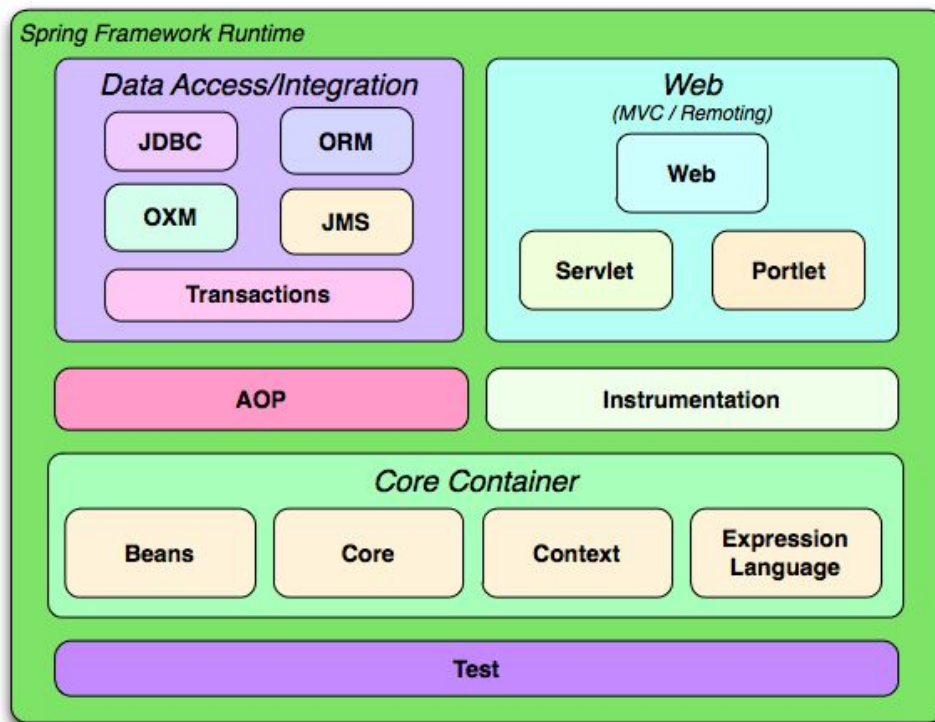 Spring Framework Runtime
Data Access/Integration
JDBC
ORM
OXM
JMS
Transactions
Web
(MVC / Remoting)
Web
Servlet
Portlet
AOP
Instrumentation
Core Container
Beans
Core
Context
Expression
Language
Test